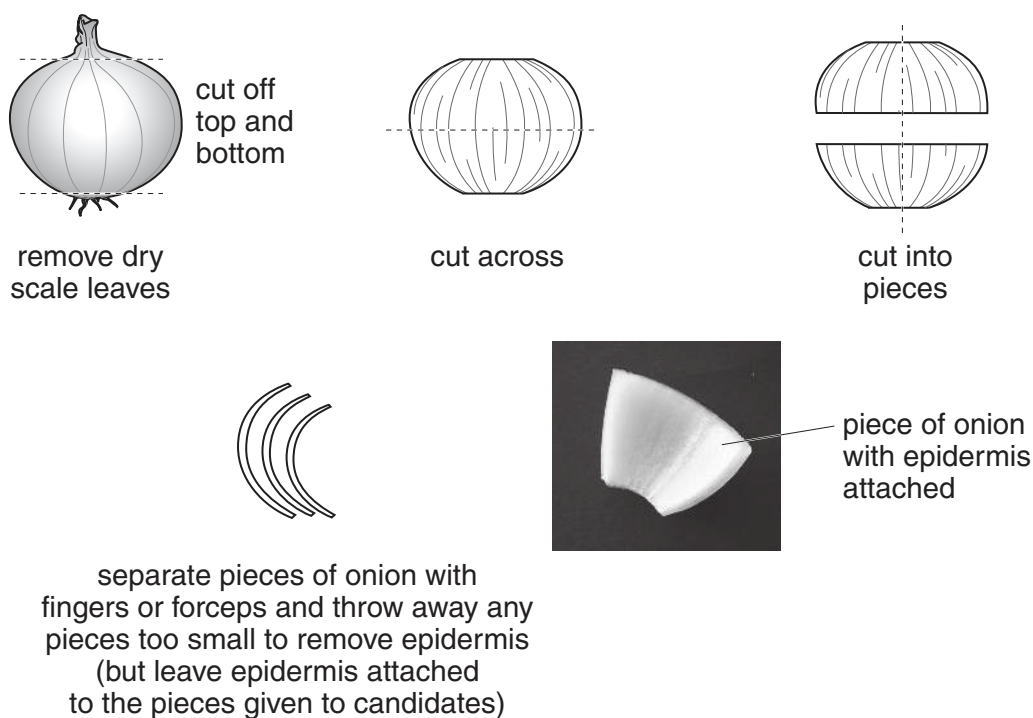 cut off
top and
bottom
remove dry
scale leaves
cut across
cut into
pieces
piece of onion
with epidermis
attached
separate pieces of onion with
fingers or forceps and throw away any
pieces too small to remove epidermis
(but leave epidermis attached
to the pieces given to candidates)